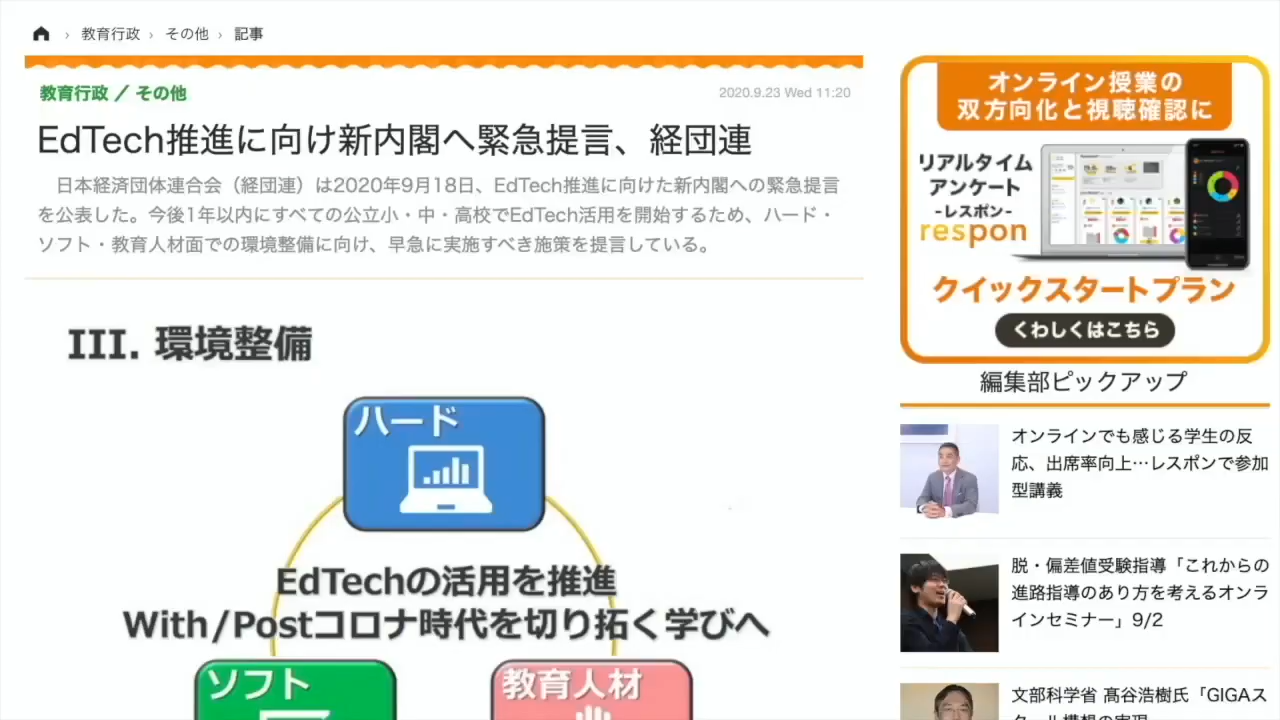 教育行政 › その他 › 記事
教育行政 ／ その他
2020.9.23 Wed 11:20
EdTech推進に向け新内閣へ緊急提言、経団連
日本経済団体連合会（経団連）は2020年9月18日、EdTech推進に向けた新内閣への緊急提言
を公表した。今後1年以内にすべての公立小・中・高校でEdTech活用を開始するため、ハード・
ソフト・教育人材面での環境整備に向け、早急に実施すべき施策を提言している。
III. 環境整備
ハード
EdTechの活用を推進
With/Postコロナ時代を切り拓く学びへ
ソフト
教育人材
オンライン授業の
双方向化と視聴確認に
リアルタイム
アンケート
-レスポン-
respon
クイックスタートプラン
くわしくはこちら
編集部ピックアップ
オンラインでも感じる学生の反
応、出席率向上…レスポンで参加
型講義
脱・偏差値受験指導「これからの
進路指導のあり方を考えるオンラ
インセミナー」9/2
文部科学省 髙谷浩樹氏「GIGAス